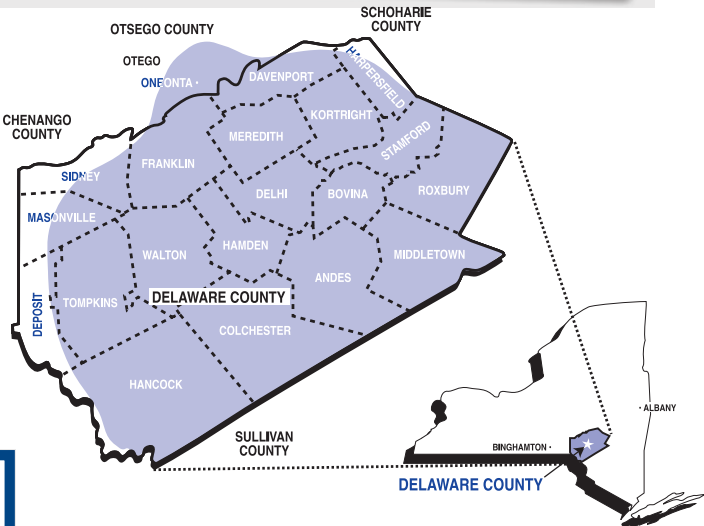 SCHOHARIE
COUNTY
OTSEGO COUNTY
OTEGO
ONEONTA
DAVENPORT
HARPERSFIELD
CHENANGO
COUNTY
KORTRIGHT
MEREDITH
STAMFORD
FRANKLIN
SIDNEY
DELHI
BOVINA
ROXBURY
MASONVILLE
WALTON
HAMDEN
MIDDLETOWN
ANDES
TOMPKINS
DELAWARE COUNTY
DEPOSIT
COLCHESTER
HANCOCK
SULLIVAN
COUNTY
ALBANY
BINGHAMTON
DELAWARE COUNTY